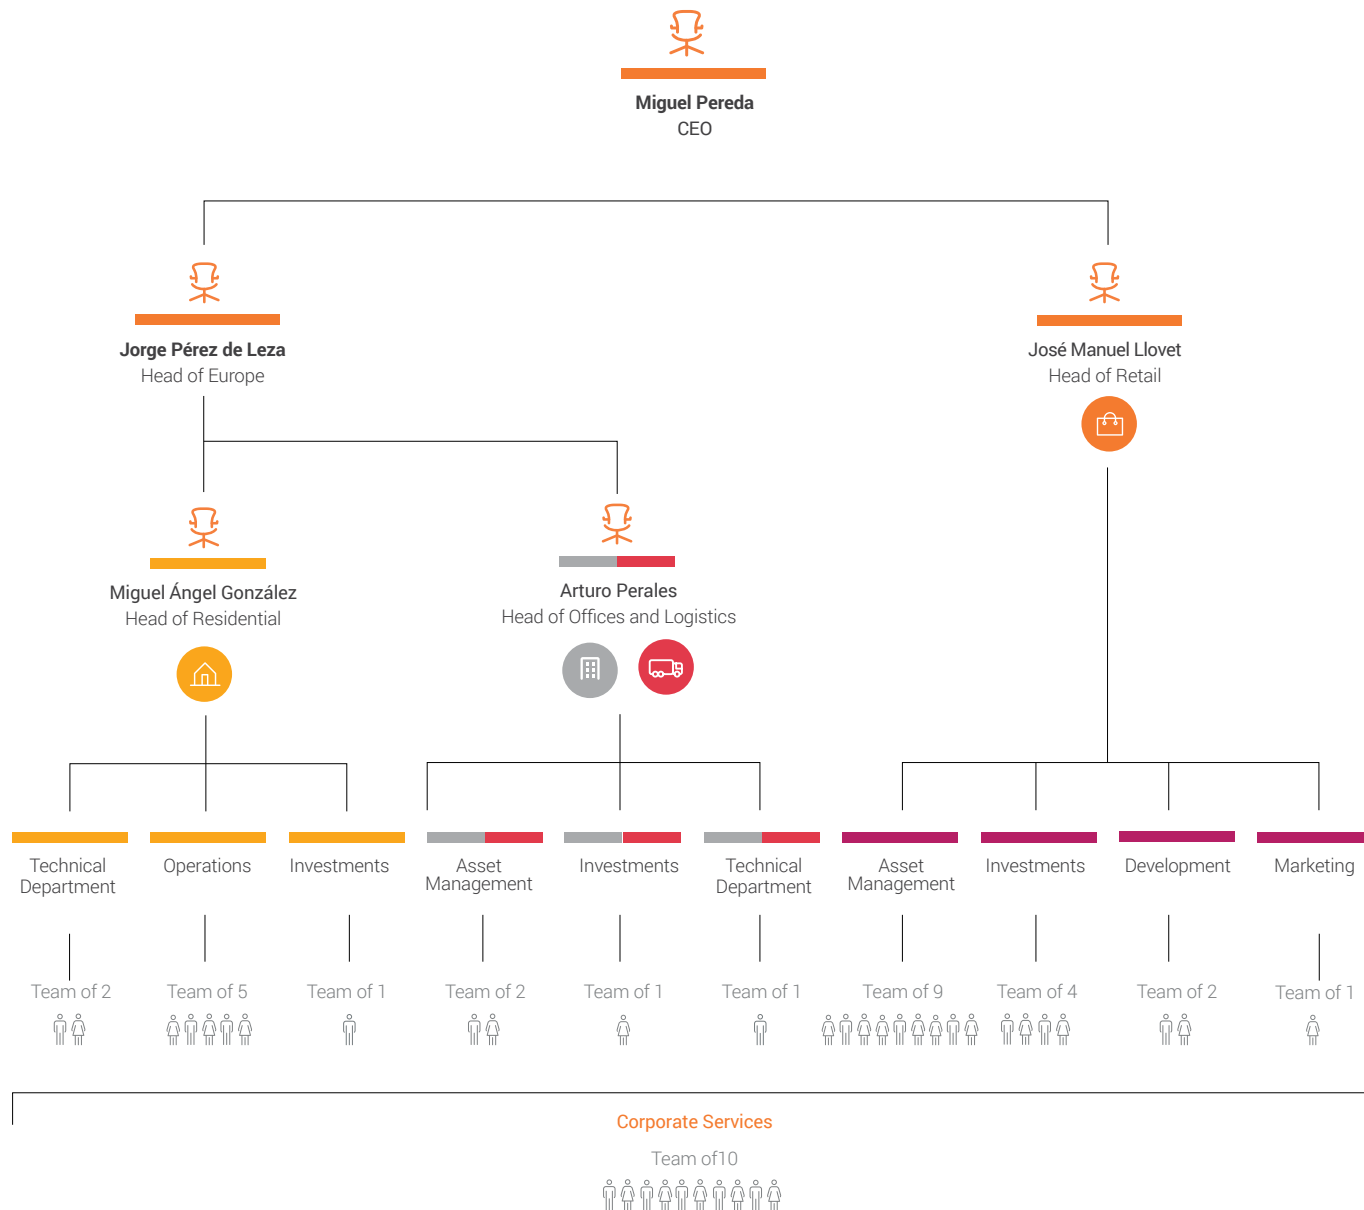 Miguel Pereda
CEO
Jorge Pérez de Leza
Head of Europe
José Manuel Llovet
Head of Retail
Miguel Ángel González
Head of Residential
Arturo Perales
Head of Offices and Logistics
Technical
Department
Operations
Investments
Asset
Management
Investments
Technical
Department
Asset
Management
Investments
Development
Marketing
Team of 2
Team of 5
Team of 1
Team of 2
Team of 1
Team of 1
Team of 9
Team of 4
Team of 2
Team of 1
Corporate Services
Team of10